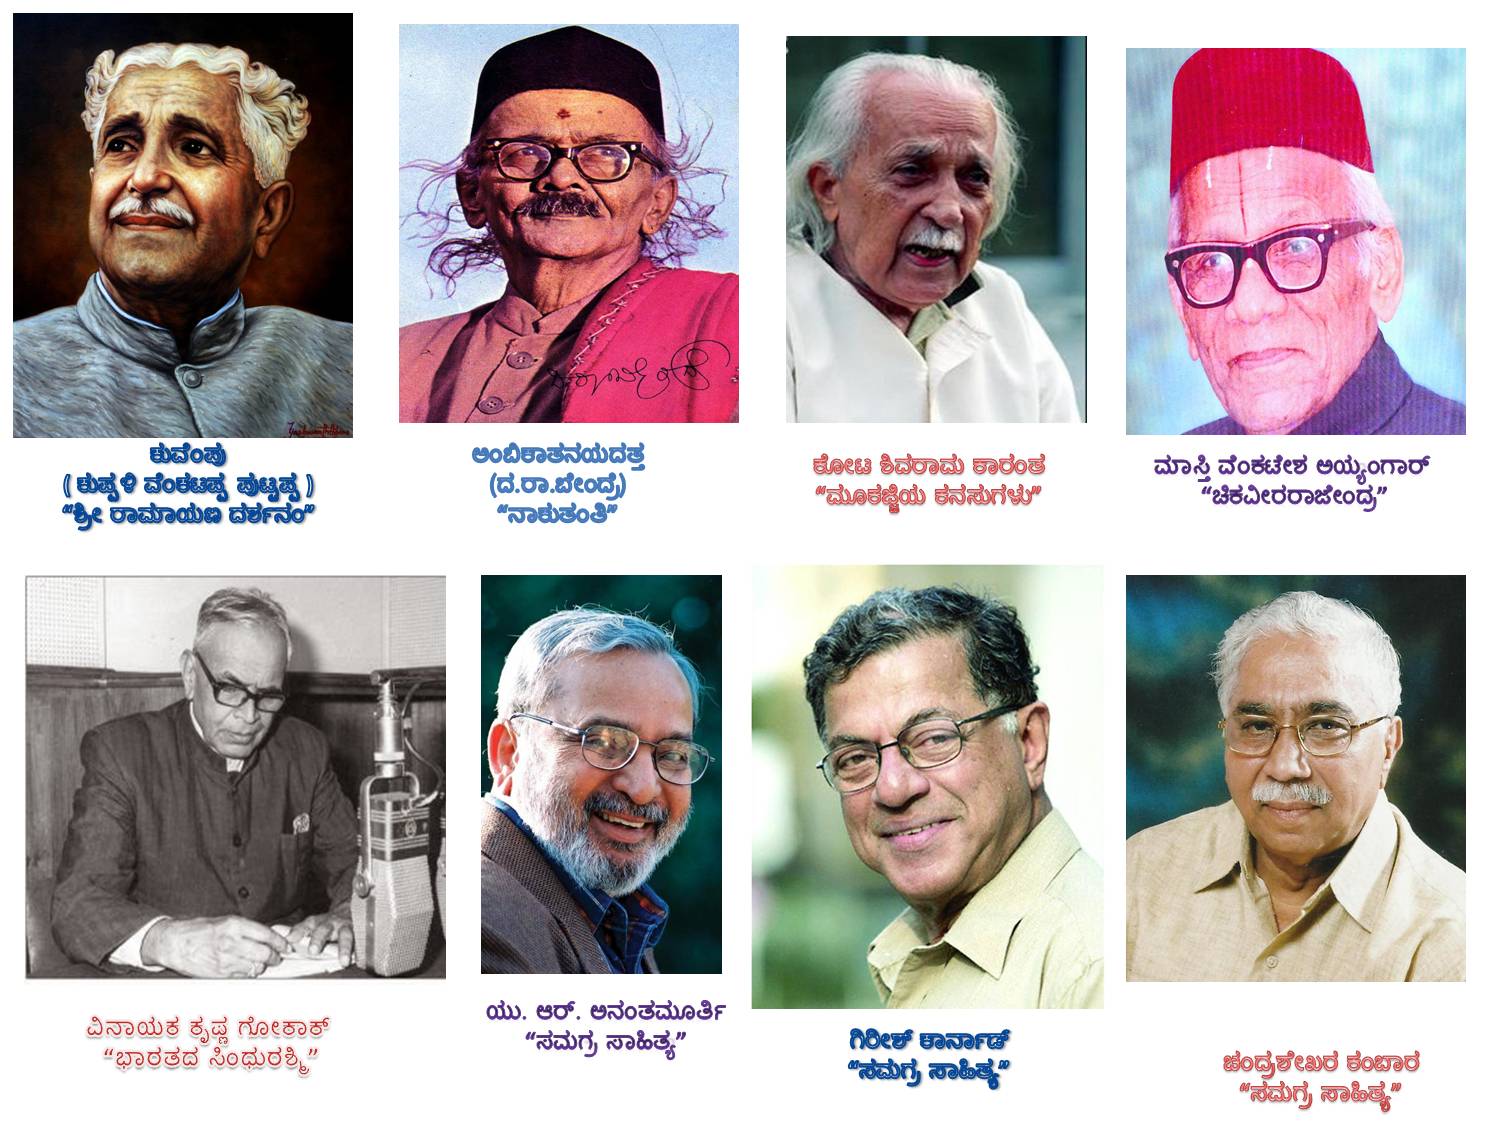 ಕುವೆಂಪು
( ಕುಪ್ಪಳಿ ವೆಂಕಟಪ್ಪ ಪುಟ್ಟಪ್ಪ )
“ಶ್ರೀ ರಾಮಾಯಣ ದರ್ಶನಂ”
ಅಂಬಿಕಾತನಯದತ್ತ
(ದ.ರಾ.ಬೇಂದ್ರೆ)
“ನಾಕುತಂತಿ”
ಕೋಟ ಶಿವರಾಮ ಕಾರಂತ
“ಮೂಕಜ್ಜಿಯ ಕನಸುಗಳು”
ಮಾಸ್ತಿ ವೆಂಕಟೇಶ ಅಯ್ಯಂಗಾರ್
“ಚಿಕವೀರರಾಜೇಂದ್ರ”
ವಿನಾಯಕ ಕೃಷ್ಣ ಗೋಕಾಕ್
“ಭಾರತದ ಸಿಂಧುರಶ್ಮಿ”
ಯು. ಆರ್. ಅನಂತಮೂರ್ತಿ
“ಸಮಗ್ರ ಸಾಹಿತ್ಯ”
ಗಿರೀಶ್ ಕಾರ್ನಾಡ್
“ಸಮಗ್ರ ಸಾಹಿತ್ಯ”
ಚಂದ್ರಶೇಖರ ಕಂಬಾರ
“ಸಮಗ್ರ ಸಾಹಿತ್ಯ”